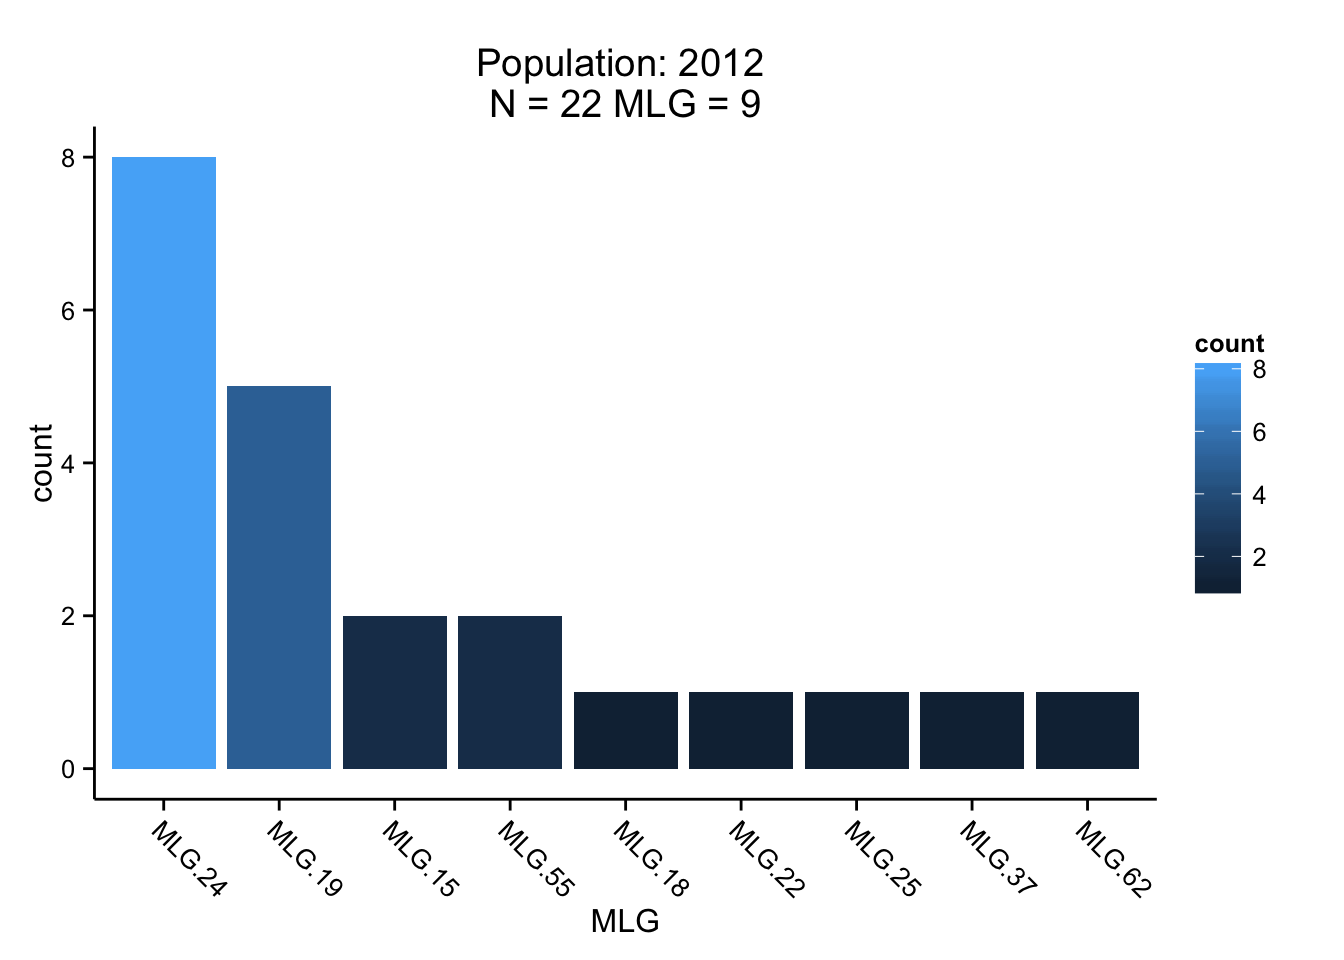 Population: 2012
N = 22 MLG = 9
8
6
4
2
0
count
MLG.24
MLG.19
MLG.15
MLG.55
MLG.18
MLG.22
MLG.25
MLG.37
MLG.62
MLG
count
8
6
4
2